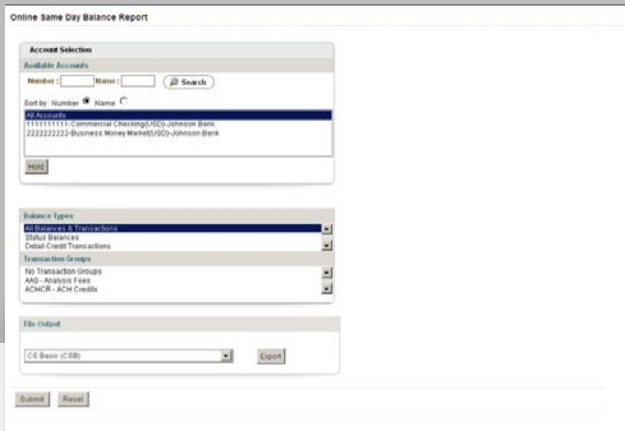 Online Same Day Balance Report
Account Selection
Available Accounts
Number : Name : Search
Sort by: Number Name
All Accounts
1111111111-Commercial Checking(USD)-Johnson Bank
2222222222-Business Money Market(USD)-Johnson Bank
Hold
Balance Types
All Balances & Transactions
Status Balances
Detail Credit Transactions
Transaction Groups
No Transaction Groups
- Analysis Fees
ACHCR - ACH Credits
File Output
CS Basic (CSB) Export
Submit Reset